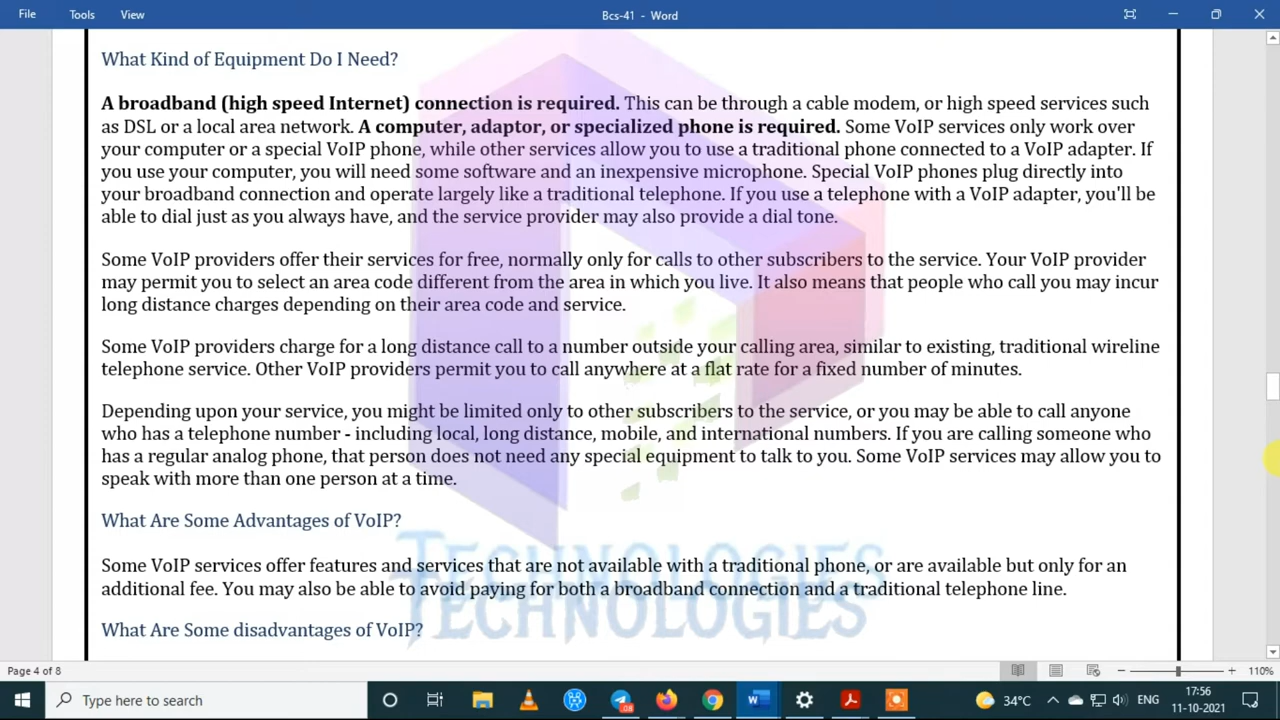 File Tools View Bcs-41 - Word
What Kind of Equipment Do I Need?
A broadband (high speed Internet) connection is required. This can be through a cable modem, or high speed services such
as DSL or a local area network. A computer, adaptor, or specialized phone is required. Some VoIP services only work over
your computer or a special VoIP phone, while other services allow you to use a traditional phone connected to a VoIP adapter. If
you use your computer, you will need some software and an inexpensive microphone. Special VoIP phones plug directly into
your broadband connection and operate largely like a traditional telephone. If you use a telephone with a VoIP adapter, you'll be
able to dial just as you always have, and the service provider may also provide a dial tone.
Some VoIP providers offer their services for free, normally only for calls to other subscribers to the service. Your VoIP provider
may permit you to select an area code different from the area in which you live. It also means that people who call you may incur
long distance charges depending on their area code and service.
Some VoIP providers charge for a long distance call to a number outside your calling area, similar to existing, traditional wireline
telephone service. Other VoIP providers permit you to call anywhere at a flat rate for a fixed number of minutes.
Depending upon your service, you might be limited only to other subscribers to the service, or you may be able to call anyone
who has a telephone number - including local, long distance, mobile, and international numbers. If you are calling someone who
has a regular analog phone, that person does not need any special equipment to talk to you. Some VoIP services may allow you to
speak with more than one person at a time.
What Are Some Advantages of VoIP?
Some VoIP services offer features and services that are not available with a traditional phone, or are available but only for an
additional fee. You may also be able to avoid paying for both a broadband connection and a traditional telephone line.
TECHNOLOGIES
What Are Some disadvantages of VoIP?
Page 4 of 8 110%
Type here to search 34°C ENG 17:56
11-10-2021